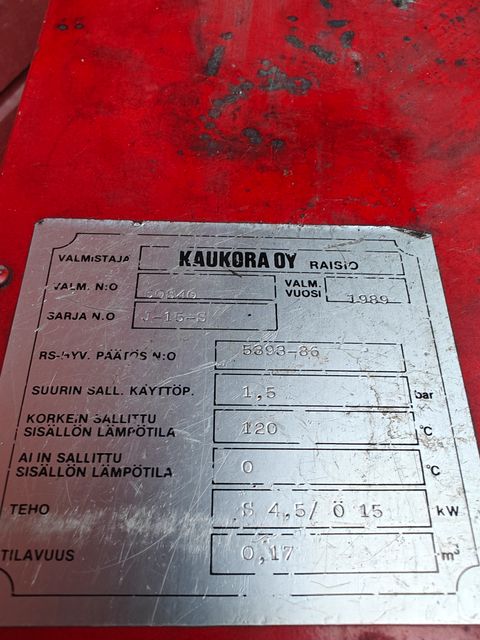 VALMISTAJA KAUKORA OY RAISIO
VALM. N:O VALM. VUOSI 1989
SARJA N.O J-15-S
RS-HYV. PÄÄTÖS N:O 5393-86
SUURIN SALL. KÄYTTÖP. 1,5 bar
KORKEIN SALLITTU
SISÄLLÖN LÄMPÖTILA 120 °C
ALIN SALLITTU
SISÄLLÖN LÄMPÖTILA 0 °C
TEHO S 4,5/ Ö 15 kW
TILAVUUS 0,17 m³